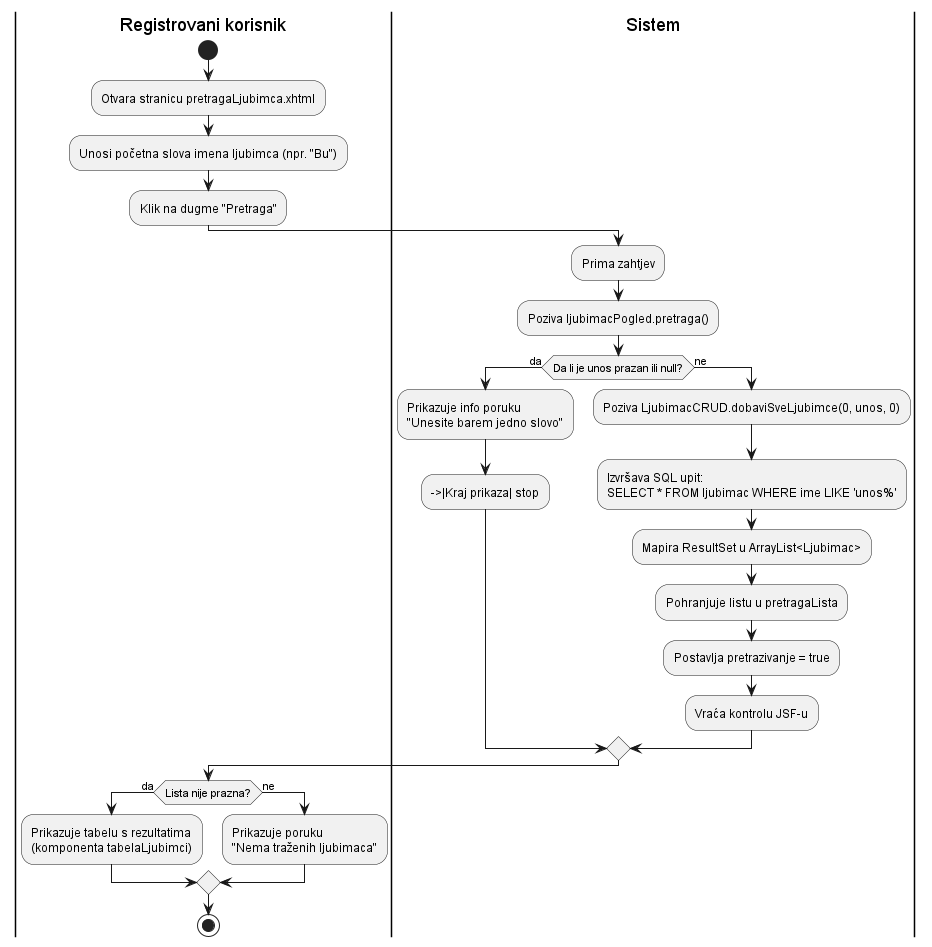 Registrovani korisnik
Sistem
Otvara stranicu pretragaLjubimca.xhtml
Unosi početna slova imena ljubimca (npr. "Bu")
Klik na dugme "Pretraga"
Prima zahtjev
Poziva ljubimacPogled.pretraga()
da
Da li je unos prazan ili null?
ne
Prikazuje info poruku
"Unesite barem jedno slovo"
->|Kraj prikaza| stop
Poziva LjubimacCRUD.dobaviSveLjubimce(0, unos, 0)
Izvršava SQL upit:
SELECT * FROM ljubimac WHERE ime LIKE 'unos%'
Mapira ResultSet u ArrayList<Ljubimac>
Pohranjuje listu u pretragaLista
Postavlja pretrazivanje = true
Vraća kontrolu JSF-u
da
Lista nije prazna?
ne
Prikazuje tabelu s rezultatima
(komponenta tabelaLjubimci)
Prikazuje poruku
"Nema traženih ljubimaca"